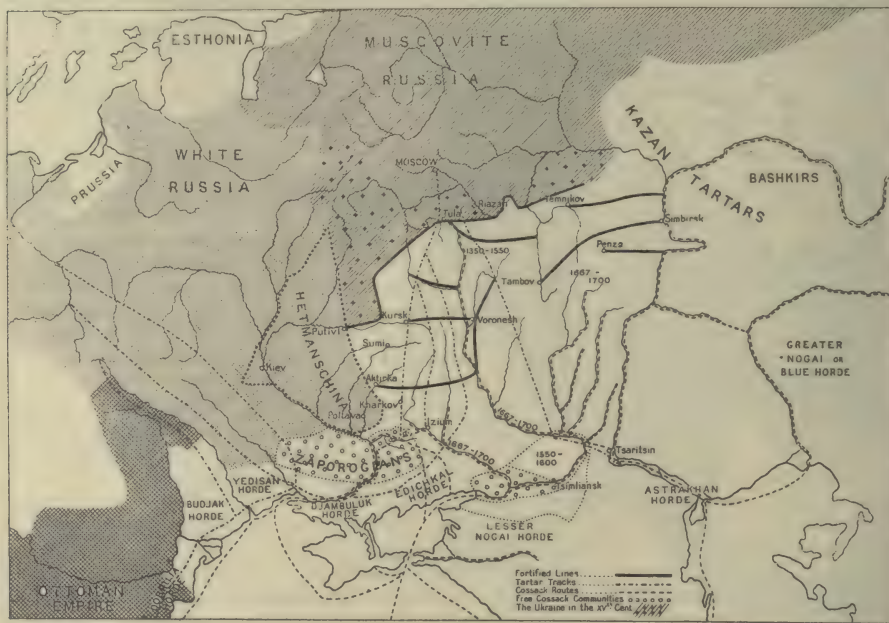 ESTHONIA
MUSCOVITE
RUSSIA
KAZAN
TARTARS
BASHKIRS
WHITE
RUSSIA
PRUSSIA
MOSCOW
Riazan
Temnikov
Tula
Simbirsk
Penza
1350-1550
Tambov
1667-
1700
HETMANSCHINA
Putivl
Kursk
Voronesh
GREATER
NOGAI OR
BLUE HORDE
Sumi
Kiev
Aktirka
Kharkov
Poltava
Izium
1667-1700
1667-1700
1550-
1600
Tsaritsin
ZAPOROGIANS
YEDISAN
HORDE
BUDJAK
HORDE
DJAMBULUK
HORDE
EDICHKAL
HORDE
Tsimliansk
ASTRAKHAN
HORDE
LESSER
NOGAI HORDE
OTTOMAN
EMPIRE
Fortified Lines
Tartar Tracks
Cossack Routes
Free Cossack Communities
The Ukraine in the XVth Cent.